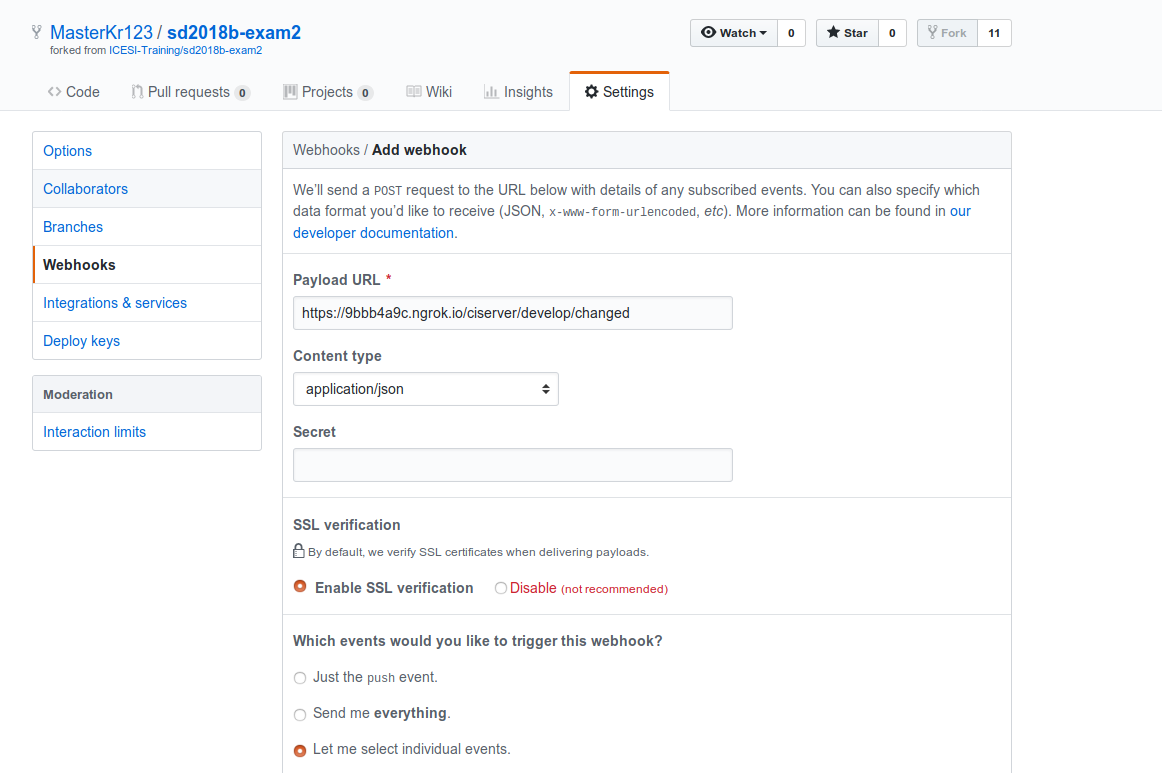 MasterKr123 / sd2018b-exam2
forked from ICESI-Training/sd2018b-exam2
Watch 0 Star 0 Fork 11
Code Pull requests 0 Projects 0 Wiki Insights Settings
Options
Collaborators
Branches
Webhooks
Integrations & services
Deploy keys
Moderation
Interaction limits
Webhooks / Add webhook
We’ll send a POST request to the URL below with details of any subscribed events. You can also specify which
data format you’d like to receive (JSON, x-www-form-urlencoded, etc). More information can be found in our
developer documentation.
Payload URL *
https://9bbb4a9c.ngrok.io/ciserver/develop/changed
Content type
application/json
Secret
SSL verification
By default, we verify SSL certificates when delivering payloads.
Enable SSL verification Disable (not recommended)
Which events would you like to trigger this webhook?
Just the push event.
Send me everything.
Let me select individual events.